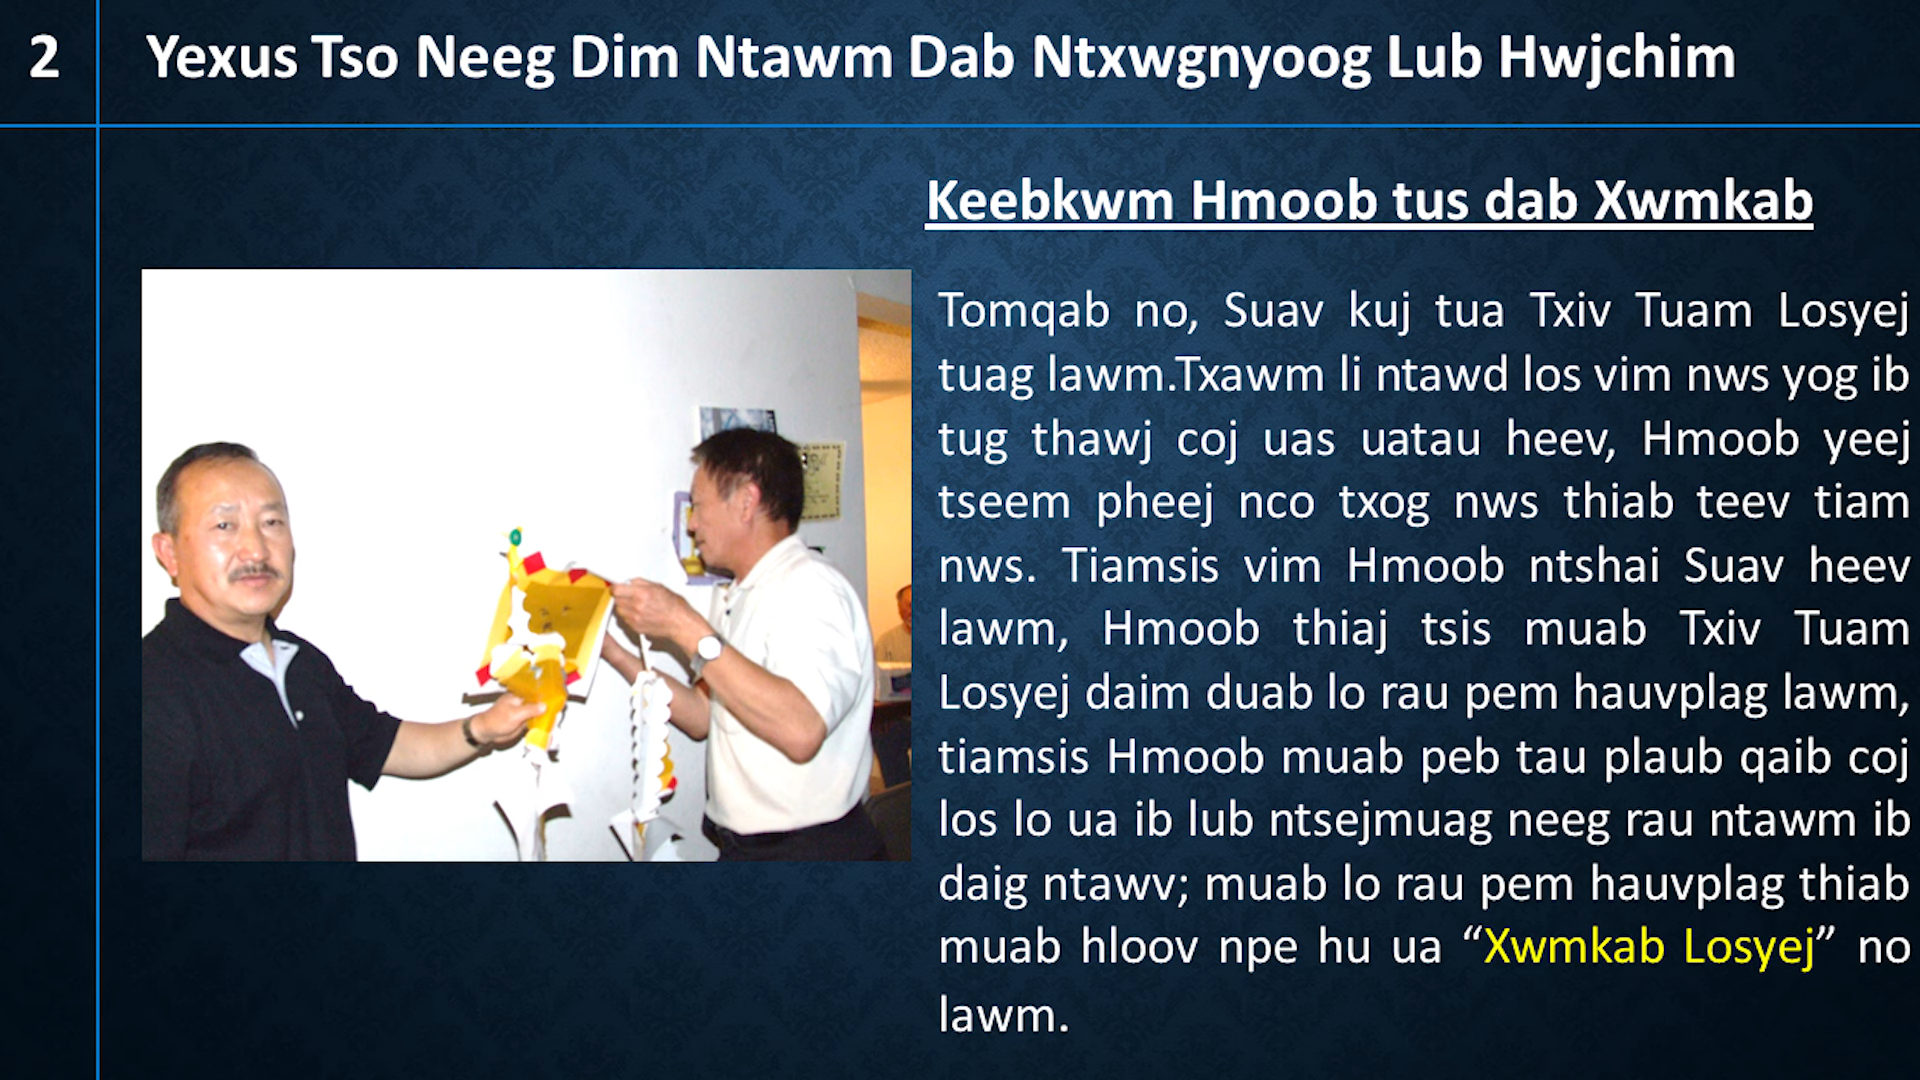 2
Yexus Tso Neeg Dim Ntawm Dab Ntxwgnyoog Lub Hwjchim
Keebkwm Hmoob tus dab Xwmkab
Tomqab no, Suav kuj tua Txiv Tuam Losyej
tuag lawm.Txawm li ntawd los vim nws yog ib
tug thawj coj uas uatau heev, Hmoob yeej
tseem pheej nco txog nws thiab teev tiam
nws. Tiamsis vim Hmoob ntshai Suav heev
lawm, Hmoob thiaj tsis muab Txiv Tuam
Losyej daim duab lo rau pem hauvplag lawm,
tiamsis Hmoob muab peb tau plaub qaib coj
los lo ua ib lub ntsejmuag neeg rau ntawm ib
daig ntawv; muab lo rau pem hauvplag thiab
muab hloov npe hu ua “Xwmkab Losyej” no
lawm.